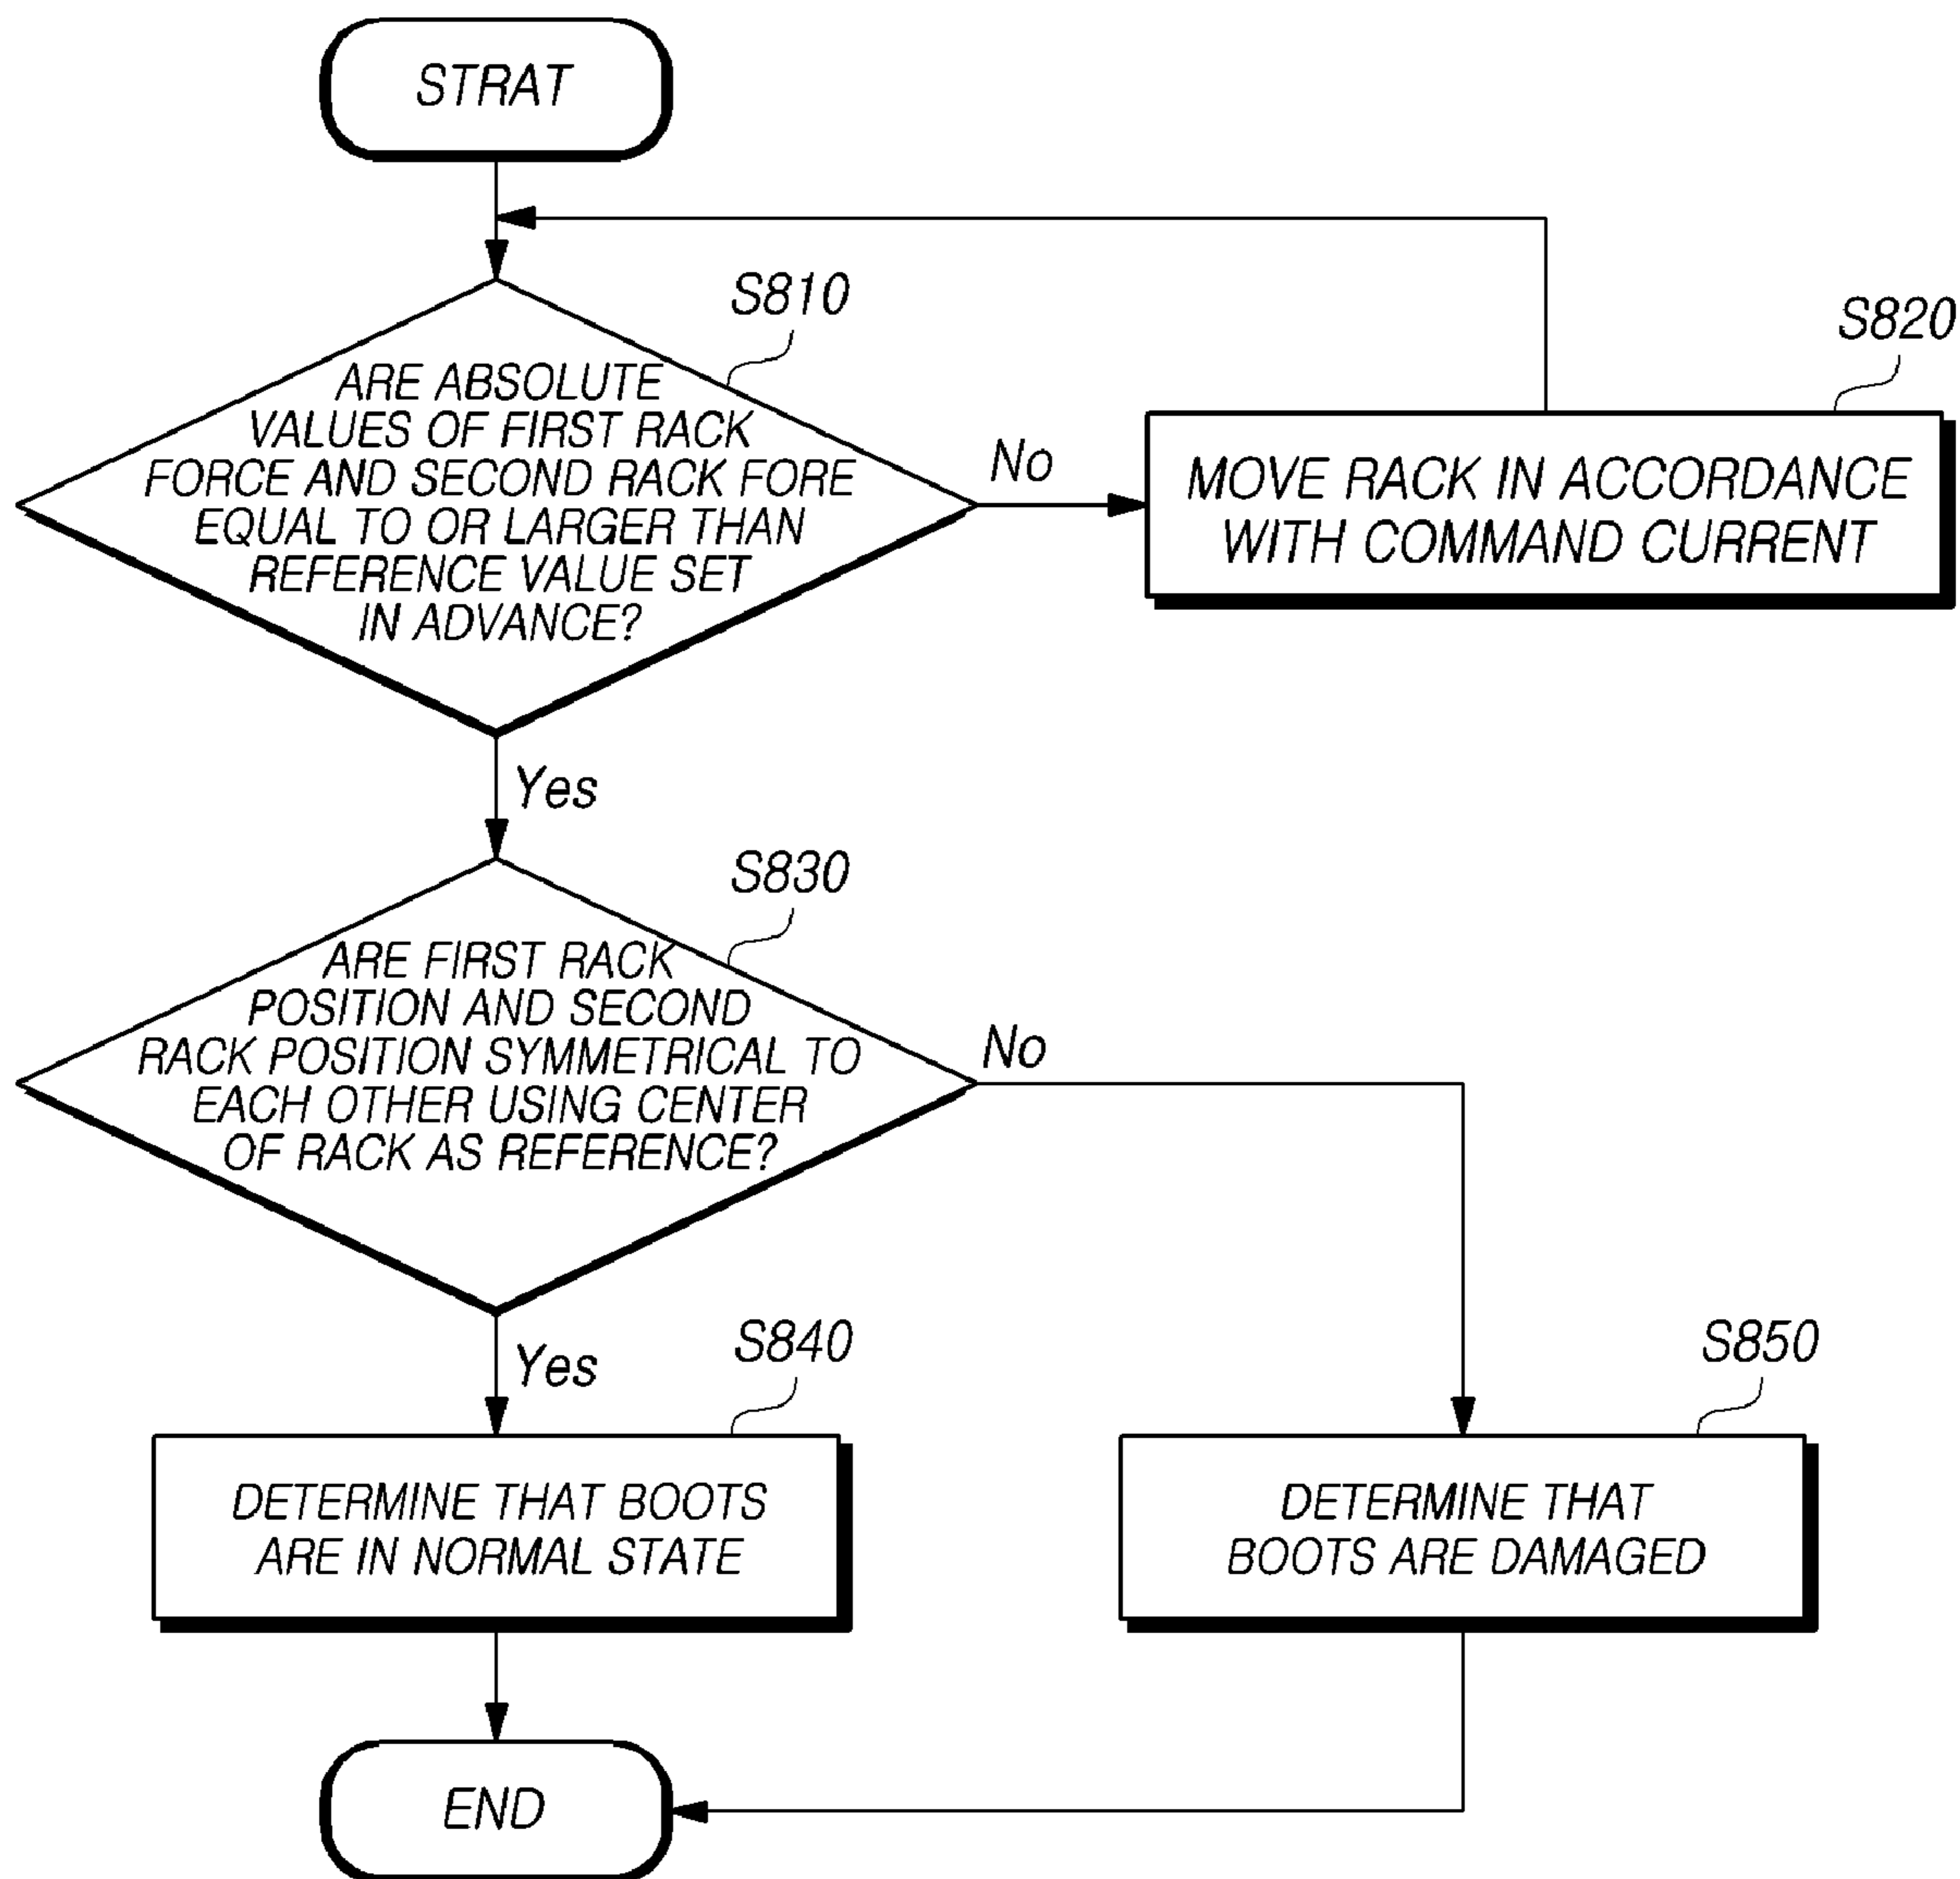 STRAT
S810
ARE ABSOLUTE
VALUES OF FIRST RACK
FORCE AND SECOND RACK FORE
EQUAL TO OR LARGER THAN
REFERENCE VALUE SET
IN ADVANCE?
No
S820
MOVE RACK IN ACCORDANCE
WITH COMMAND CURRENT
Yes
S830
ARE FIRST RACK
POSITION AND SECOND
RACK POSITION SYMMETRICAL TO
EACH OTHER USING CENTER
OF RACK AS REFERENCE?
No
Yes
S840
DETERMINE THAT BOOTS
ARE IN NORMAL STATE
S850
DETERMINE THAT
BOOTS ARE DAMAGED
END